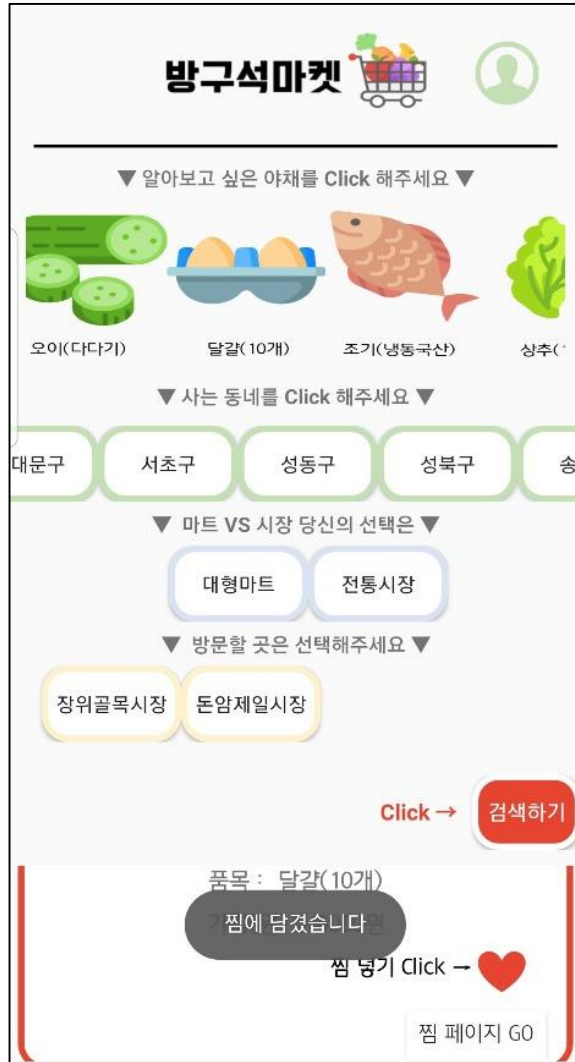 방구석마켓
▼ 알아보고 싶은 야채를 Click 해주세요 ▼
오이(다다기) 달걀(10개) 조기(냉동국산) 상추(
▼ 사는 동네를 Click 해주세요 ▼
대문구 서초구 성동구 성북구 송
▼ 마트 VS 시장 당신의 선택은 ▼
대형마트 전통시장
▼ 방문할 곳은 선택해주세요 ▼
장위골목시장 돈암제일시장
Click → 검색하기
품목 : 달걀(10개)
찜에 담겼습니다
찜 넣기 Click →
찜 페이지 GO